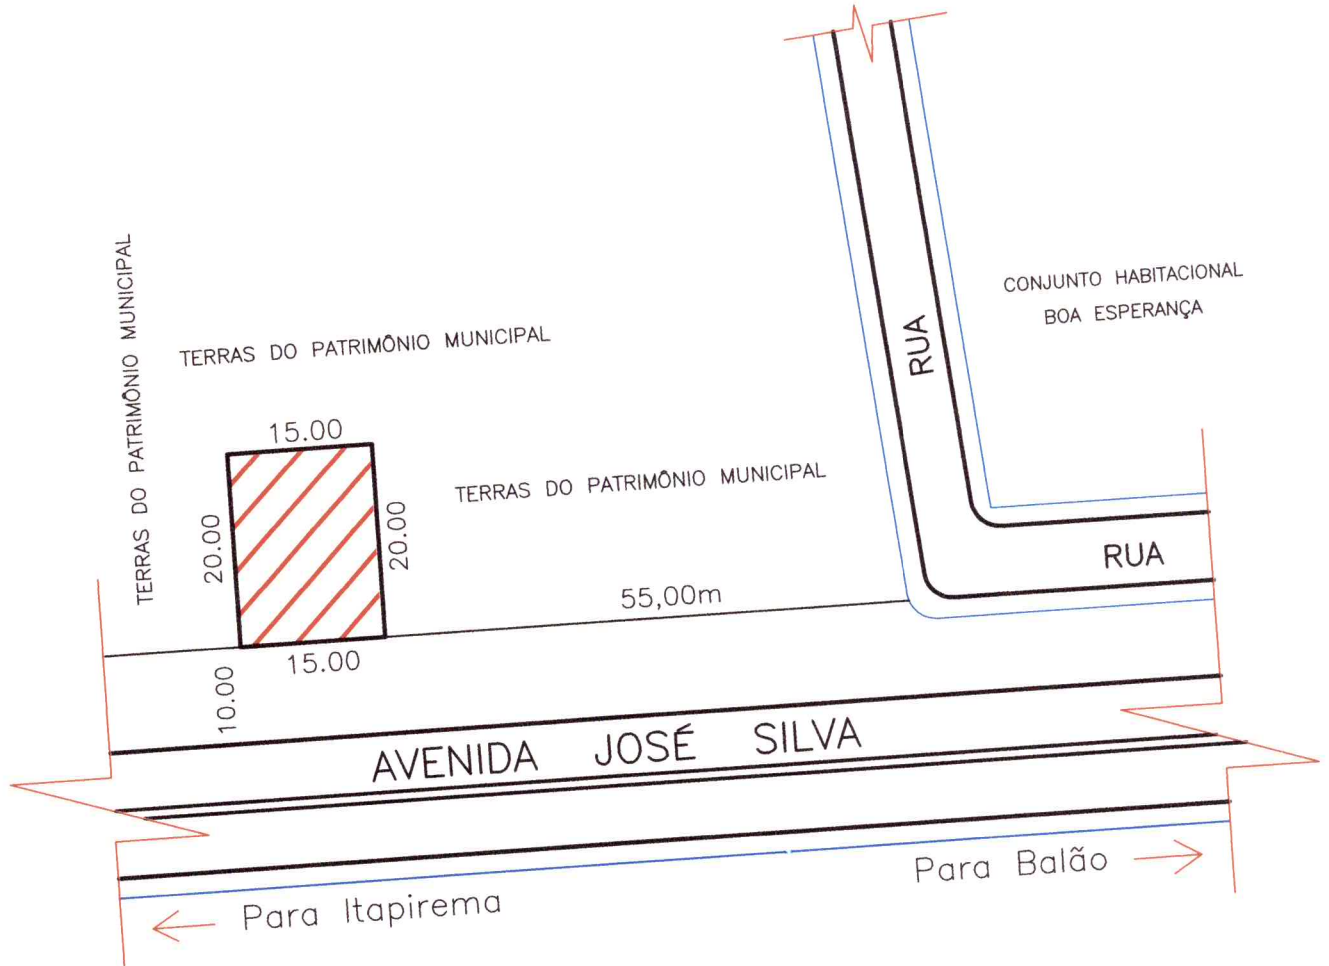 CONJUNTO HABITACIONAL
BOA ESPERANÇA
RUA
TERRAS DO PATRIMÔNIO MUNICIPAL
TERRAS DO PATRIMÔNIO MUNICIPAL
15.00
TERRAS DO PATRIMÔNIO MUNICIPAL
20.00
20.00
RUA
55,00m
15.00
10.00
AVENIDA JOSÉ SILVA
Para Balão
Para Itapirema